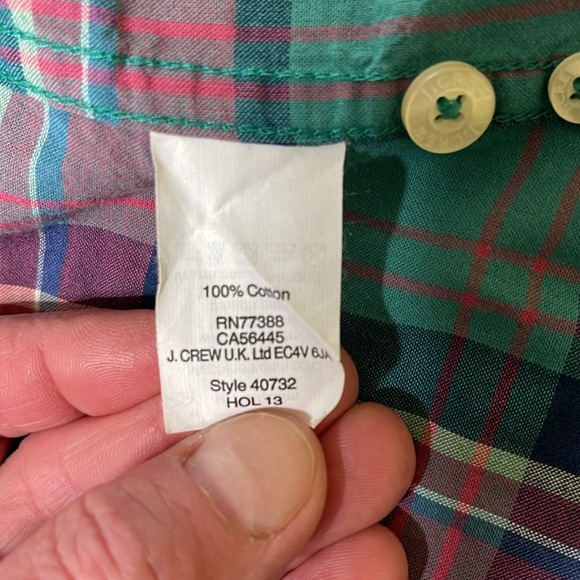 100% Cotton
RN77388
CA56445
J. CREW U.K. Ltd EC4V 6JA
Style 40732
HOL 13